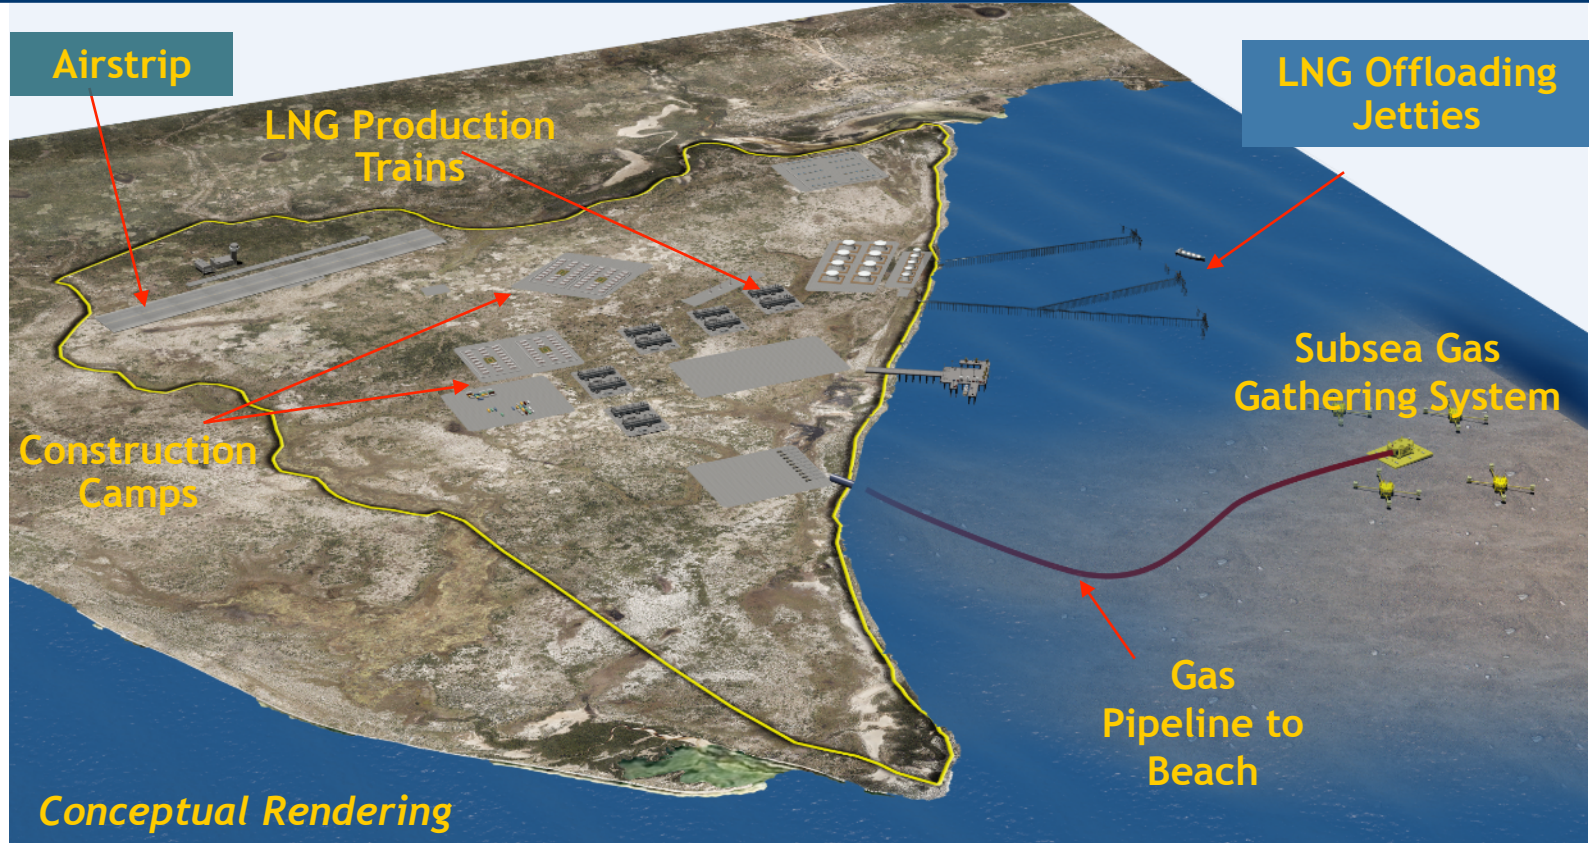 Airstrip
LNG Production
Trains
LNG Offloading
Jetties
Subsea Gas
Gathering System
Construction
Camps
Gas
Pipeline to
Beach
Conceptual Rendering